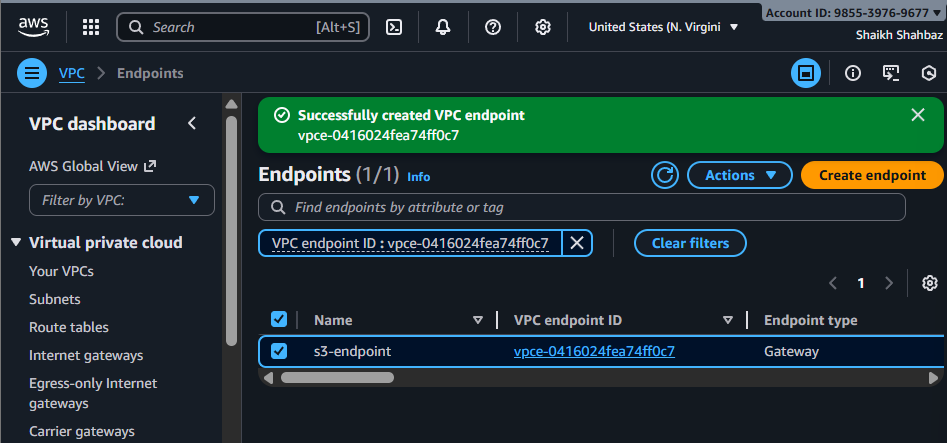 aws
Search [Alt+S]
United States (N. Virgini
Account ID: 9855-3976-9677
Shaikh Shahbaz
VPC > Endpoints
VPC dashboard
AWS Global View
Filter by VPC:
Virtual private cloud
Your VPCs
Subnets
Route tables
Internet gateways
Egress-only Internet
gateways
Carrier gateways
Successfully created VPC endpoint
vpce-0416024fea74ff0c7
Endpoints (1/1) Info
Actions
Create endpoint
Find endpoints by attribute or tag
VPC endpoint ID : vpce-0416024fea74ff0c7
Clear filters
1
Name VPC endpoint ID Endpoint type
s3-endpoint vpce-0416024fea74ff0c7 Gateway